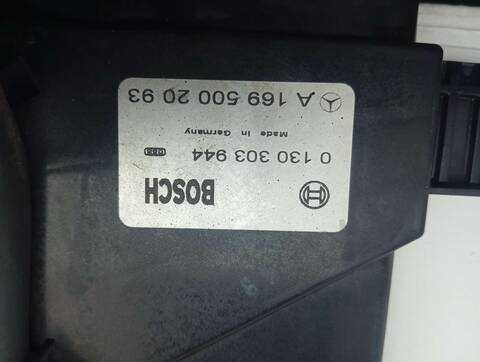 BOSCH
0 130 303 944
Made in Germany
A 169 500 20 93